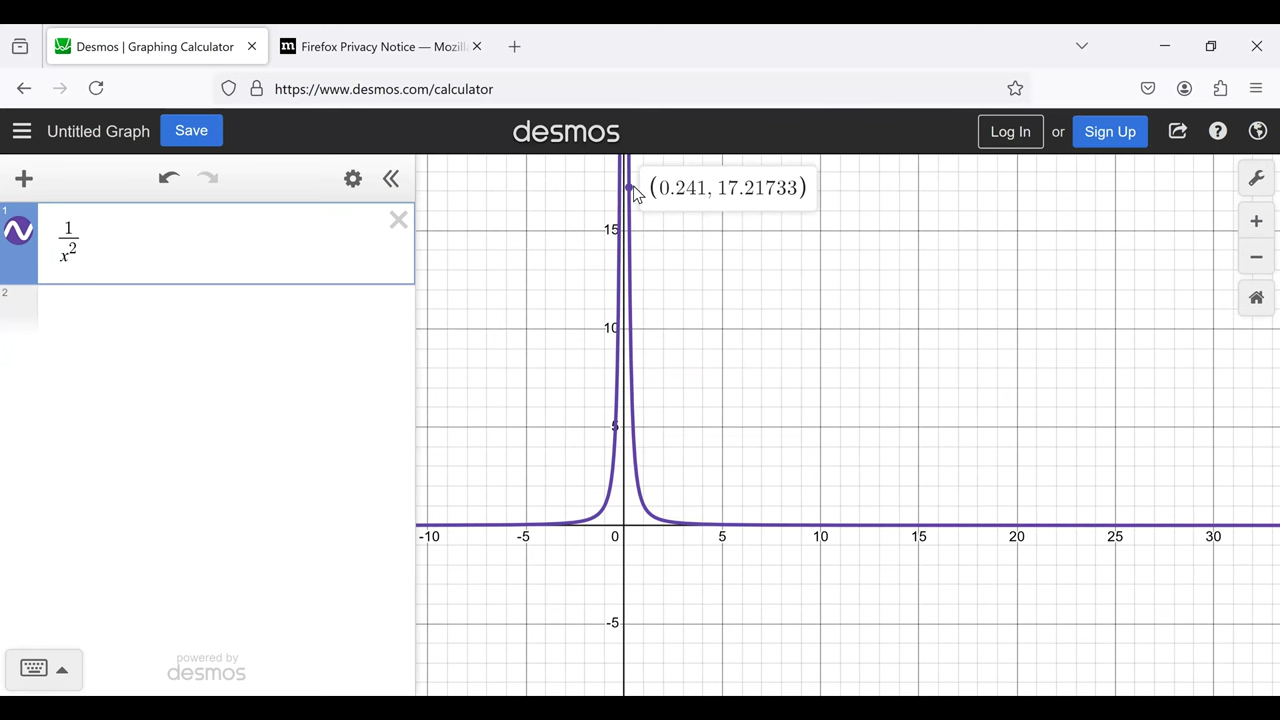 Desmos | Graphing Calculator
Firefox Privacy Notice — Mozil
https://www.desmos.com/calculator
Untitled Graph Save desmos Log In or Sign Up
(0.241, 17.21733)
1
1
x²
2
15
10
5
-10 -5 0 5 10 15 20 25 30
-5
powered by
desmos